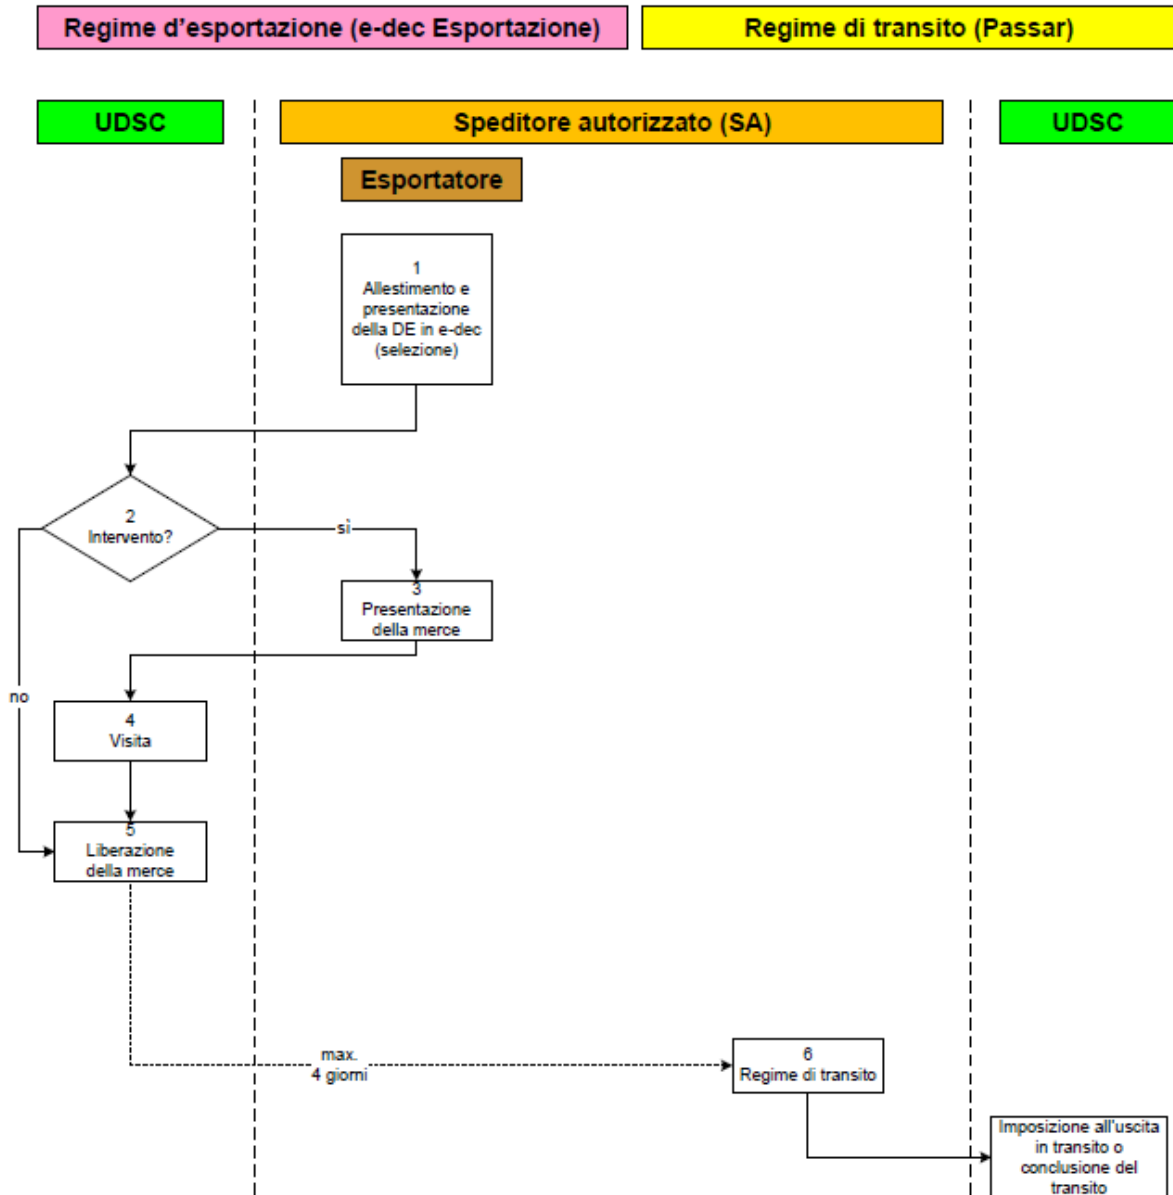 Regime d'esportazione (e-dec Esportazione)
Regime di transito (Passar)
UDSC
Speditore autorizzato (SA)
UDSC
Esportatore
1
Allestimento e
presentazione
della DE in e-dec
(selezione)
2
Intervento?
sì
3
Presentazione
della merce
no
4
Visita
5
Liberazione
della merce
max.
4 giorni
6
Regime di transito
Imposizione all'uscita
in transito o
conclusione del
transito